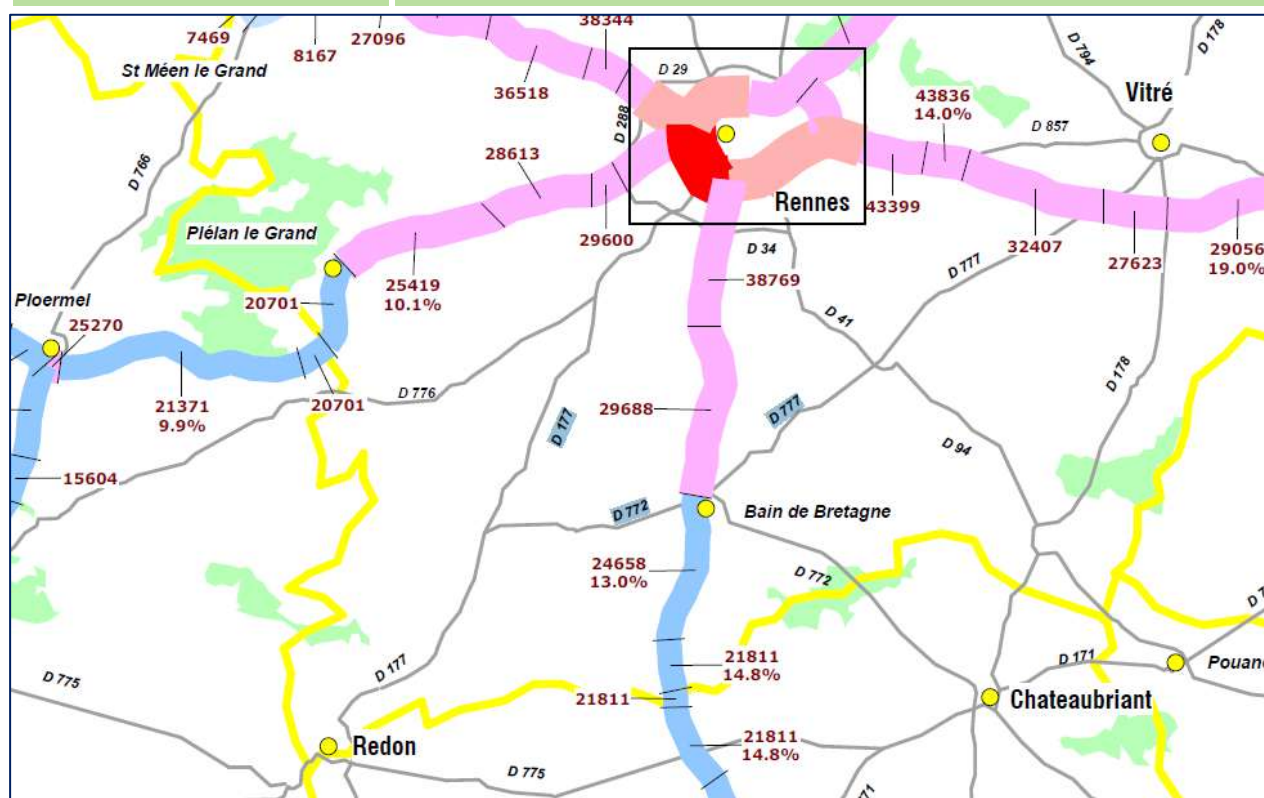 38344
7469
8167
27096
D 178
D 794
St Méen le Grand
D 29
36518
43836
14.0%
Vitré
D 288
D 857
D 766
28613
Rennes
43399
Plélan le Grand
29600
D 34
32407
27623
29056
19.0%
D 777
25419
10.1%
38769
20701
Ploermel
25270
D 41
D 178
21371
9.9%
20701
D 776
29688
D 177
D 777
D 94
15604
D 772
Bain de Bretagne
24658
13.0%
D 772
21811
14.8%
D 177
D 171
Pouanc
D 775
21811
Chateaubriant
Redon
21811
14.8%
D 775